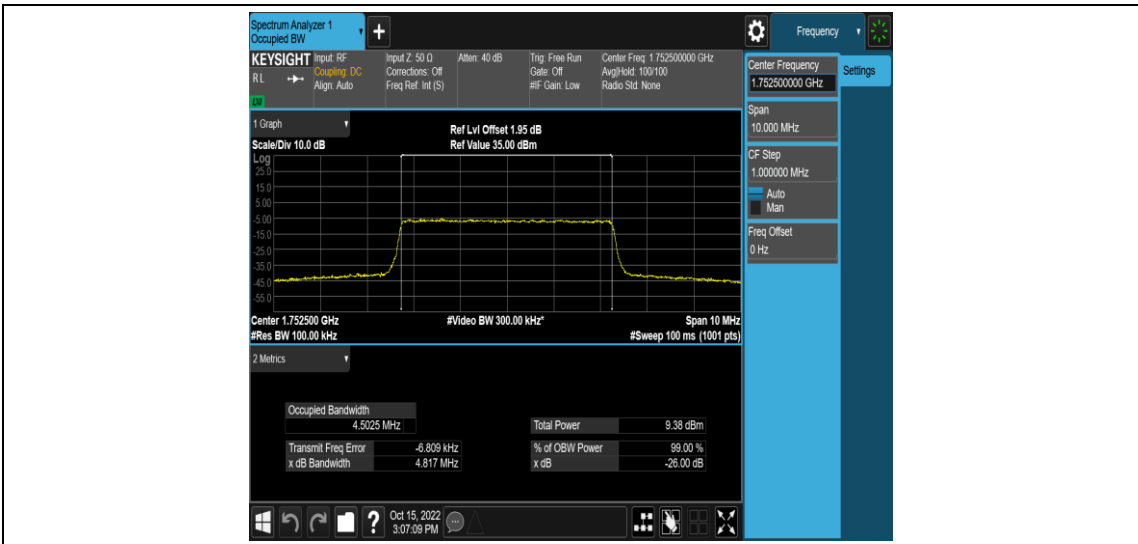 Spectrum Analyzer 1
Occupied BW
+
Frequency
KEYSIGHT
RL
LXI
Input: RF
Coupling: DC
Align: Auto
Input Z: 50 Ω
Corrections: Off
Freq Ref: Int (S)
Atten: 40 dB
Trig: Free Run
Gate: Off
#IF Gain: Low
Center Freq: 1.752500000 GHz
Avg|Hold: 100/100
Radio Std: None
Center Frequency
1.752500000 GHz
Settings
Span
10.000 MHz
CF Step
1.000000 MHz
Auto
Man
Freq Offset
0 Hz
1 Graph
Scale/Div 10.0 dB
Ref Lvl Offset 1.95 dB
Ref Value 35.00 dBm
Log
25.0
15.0
5.00
-5.00
-15.0
-25.0
-35.0
-45.0
-55.0
Center 1.752500 GHz
#Video BW 300.00 kHz*
Span 10 MHz
#Res BW 100.00 kHz
#Sweep 100 ms (1001 pts)
2 Metrics
Occupied Bandwidth
4.5025 MHz
Total Power 9.38 dBm
Transmit Freq Error -6.809 kHz
% of OBW Power 99.00 %
x dB Bandwidth 4.817 MHz
x dB -26.00 dB
?
Oct 15, 2022
3:07:09 PM